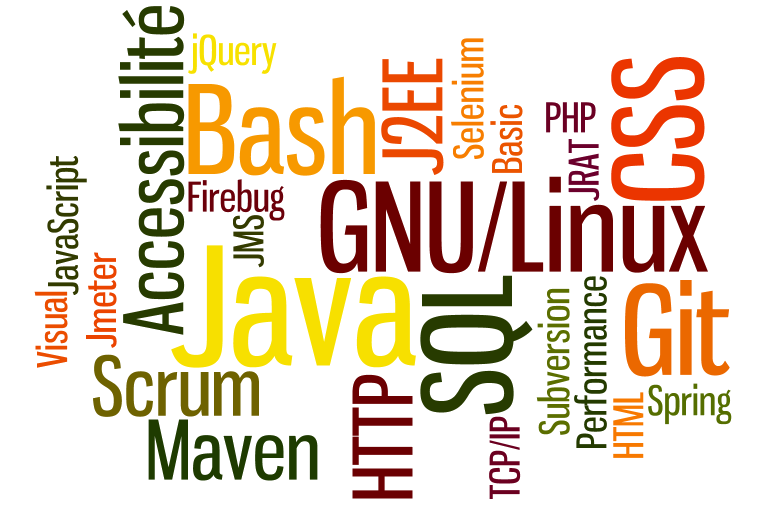 Accessibilité
jQuery
Bash
J2EE
Selenium
Basic
PHP
JRAT
CSS
Firebug
GNU/Linux
JavaScript
JMS
Visual
Jmeter
Java
SQL
Subversion
Performance
Git
Scrum
HTTP
HTML
Spring
Maven
TCP/IP